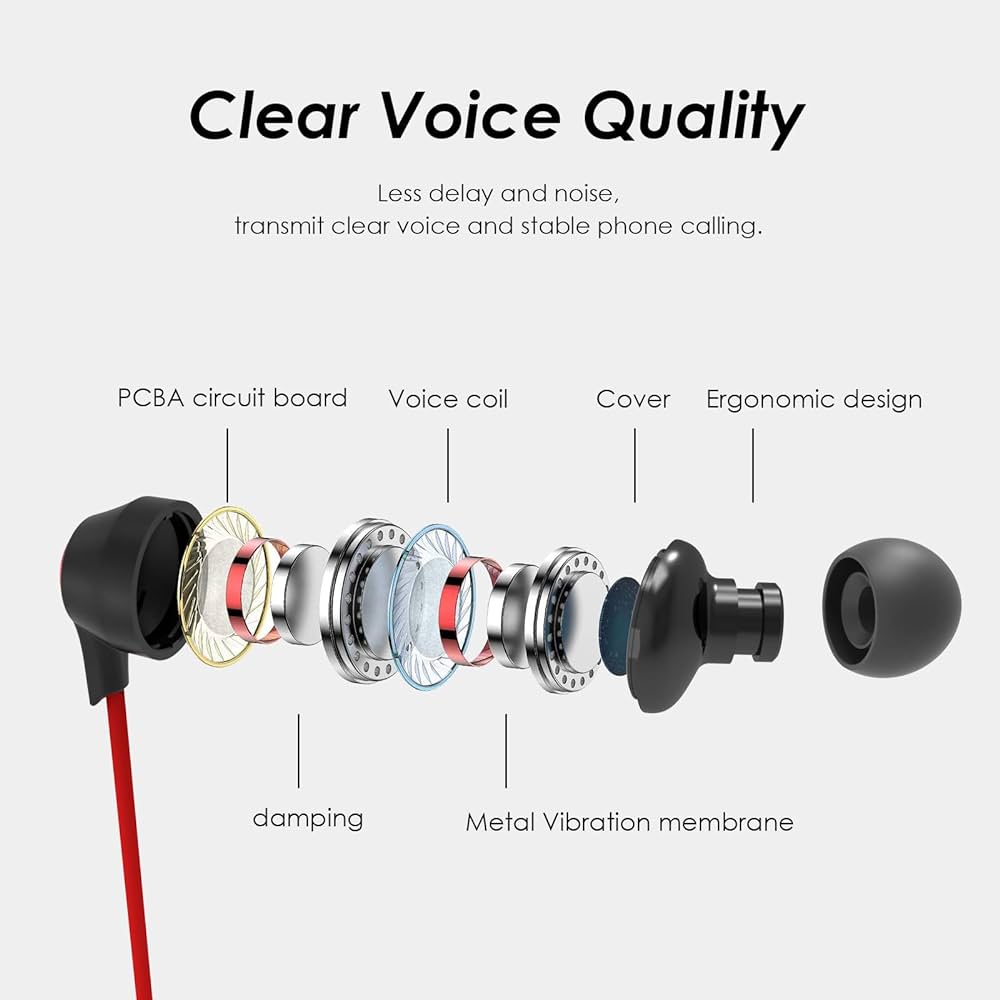 Clear Voice Quality
Less delay and noise,
transmit clear voice and stable phone calling.
PCBA circuit board
Voice coil
Cover
Ergonomic design
damping
Metal Vibration membrane